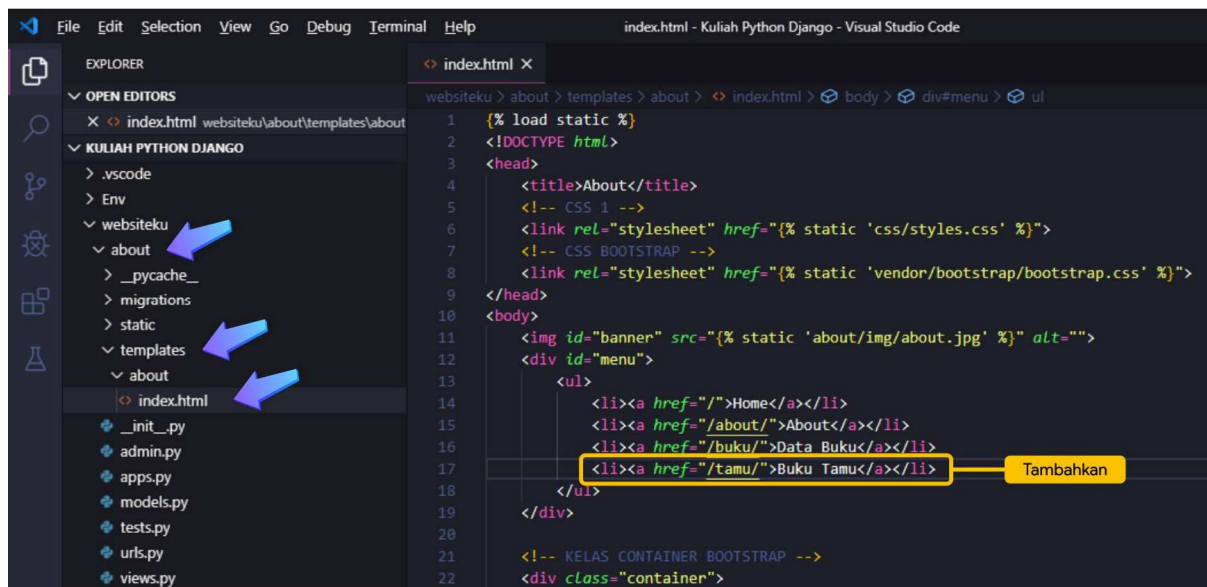 File Edit Selection View Go Debug Terminal Help index.html - Kuliah Python Django - Visual Studio Code
EXPLORER
OPEN EDITORS
index.html websiteku\about\templates\about
KULIAH PYTHON DJANGO
.vscode
Env
websiteku
about
__pycache__
migrations
static
templates
about
index.html
__init__.py
admin.py
apps.py
models.py
tests.py
urls.py
views.py
index.html
websiteku > about > templates > about > index.html > body > div#menu > ul
1 {% load static %}
2 <!DOCTYPE html>
3 <head>
4 <title>About</title>
5 <!-- CSS 1 -->
6 <link rel="stylesheet" href="{% static 'css/styles.css' %}">
7 <!-- CSS BOOTSTRAP -->
8 <link rel="stylesheet" href="{% static 'vendor/bootstrap/bootstrap.css' %}">
9 </head>
10 <body>
11 <img id="banner" src="{% static 'about/img/about.jpg' %}" alt="">
12 <div id="menu">
13 <ul>
14 <li><a href="/">Home</a></li>
15 <li><a href="/about/">About</a></li>
16 <li><a href="/buku/">Data Buku</a></li>
17 <li><a href="/tamu/">Buku Tamu</a></li> Tambahkan
18 </ul>
19 </div>
20
21 <!-- KELAS CONTAINER BOOTSTRAP -->
22 <div class="container">